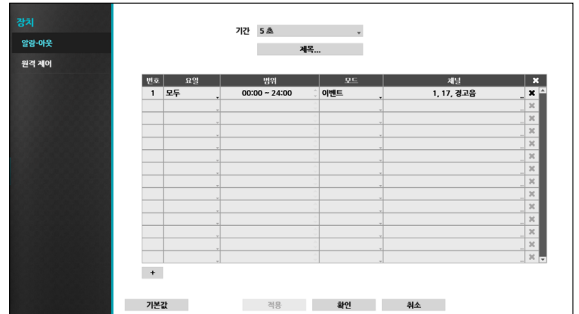 장치
알람-아웃
원격 제어
기간 5 초
제목...
번호 요일 범위 모드 채널 ✖
1 모두 00:00 - 24:00 이벤트 1, 17, 경고음 ✖
+
기본값 적용 확인 취소